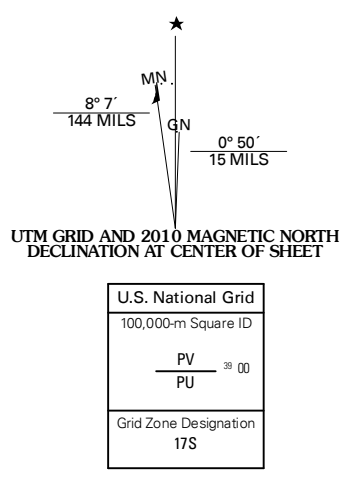 MN
8° 7´
144 MILS
GN
0° 50´
15 MILS
UTM GRID AND 2010 MAGNETIC NORTH
DECLINATION AT CENTER OF SHEET
U.S. National Grid
100,000-m Square ID
PV
39 00
PU
Grid Zone Designation
17S